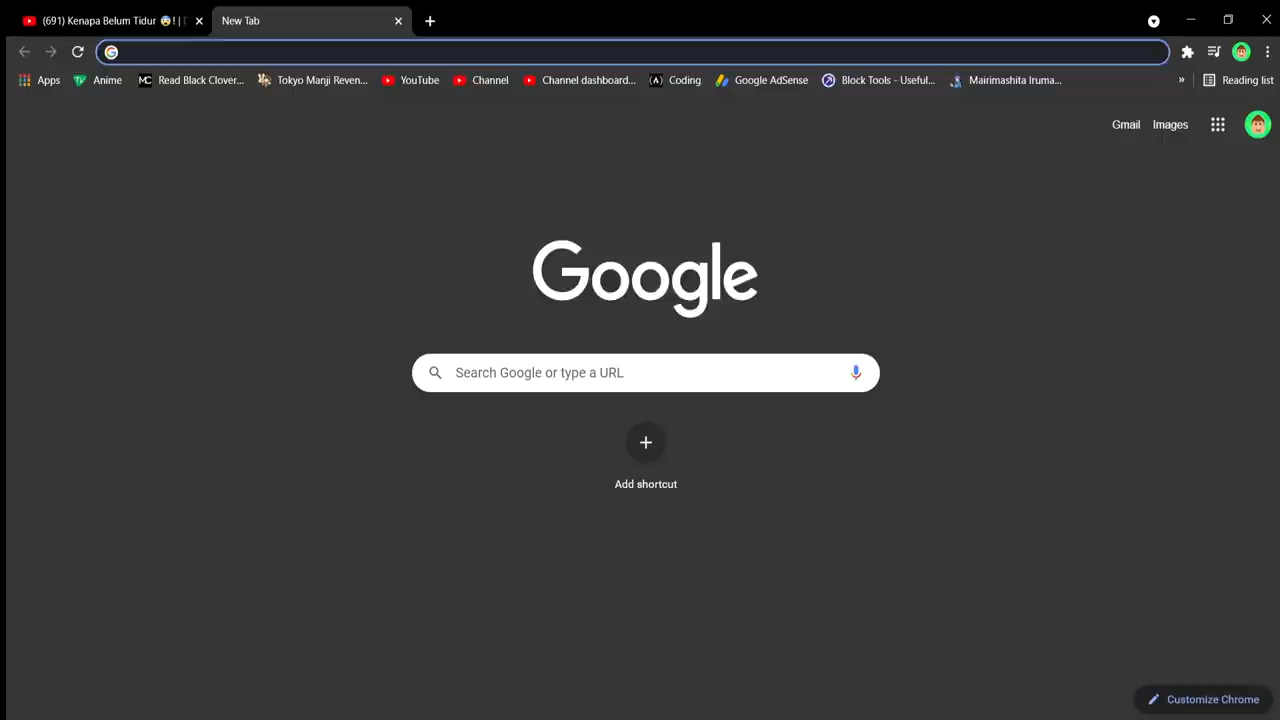 (691) Kenapa Belum Tidur 😨! | |
New Tab
Apps
Anime
MC
Read Black Clover...
Tokyo Manji Reven...
YouTube
Channel
Channel dashboard...
(A)
Coding
Google AdSense
Block Tools - Useful...
Mairimashita Iruma...
»
Reading list
Gmail
Images
Google
Search Google or type a URL
Add shortcut
Customize Chrome